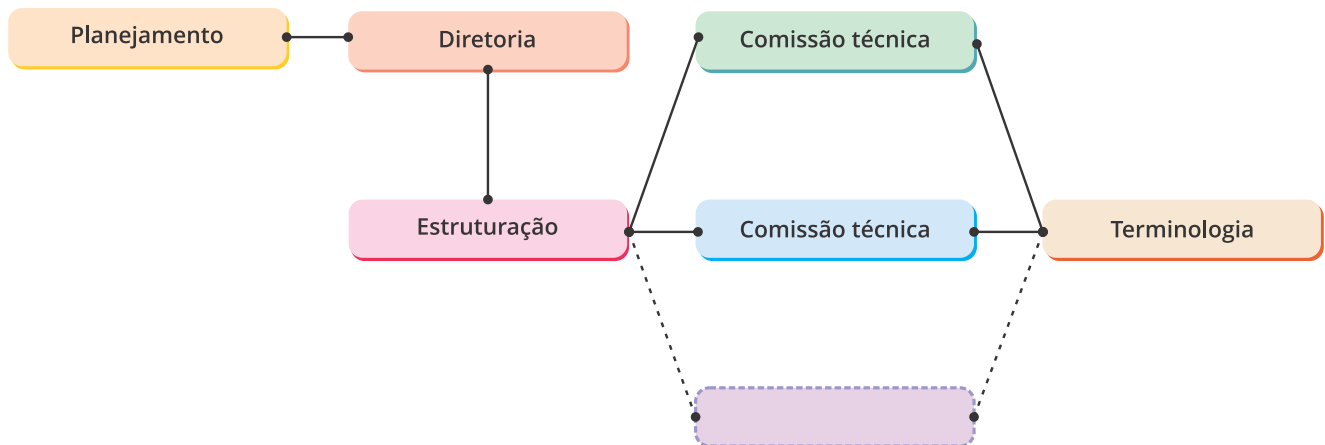 Planejamento
Diretoria
Comissão técnica
Estruturação
Comissão técnica
Terminologia